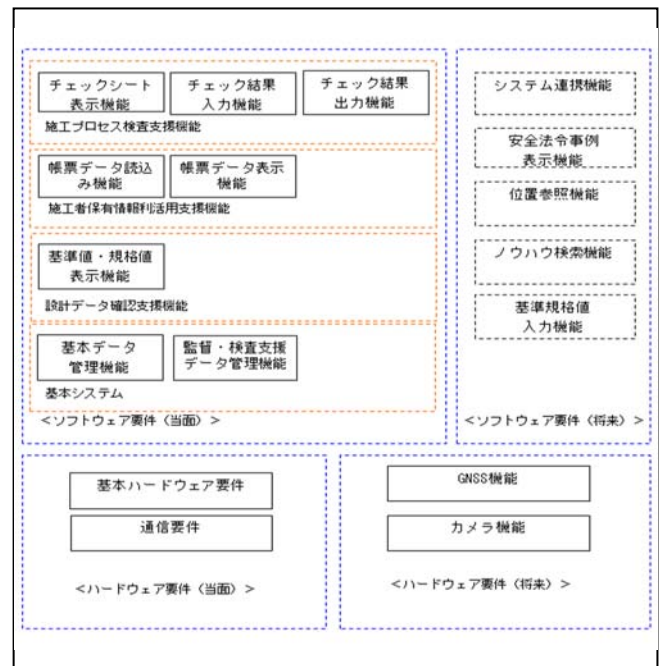 チェックシート
表示機能
チェック結果
入力機能
チェック結果
出力機能
施工プロセス検査支援機能
帳票データ読込
み機能
帳票データ表示
機能
施工者保有情報利活用支援機能
基準値・規格値
表示機能
設計データ確認支援機能
基本データ
管理機能
監督・検査支援
データ管理機能
基本システム
＜ソフトウェア要件（当面）＞
システム連携機能
安全法令事例
表示機能
位置参照機能
ノウハウ検索機能
基準規格値
入力機能
＜ソフトウェア要件（将来）＞
基本ハードウェア要件
通信要件
＜ハードウェア要件（当面）＞
GNSS機能
カメラ機能
＜ハードウェア要件（将来）＞